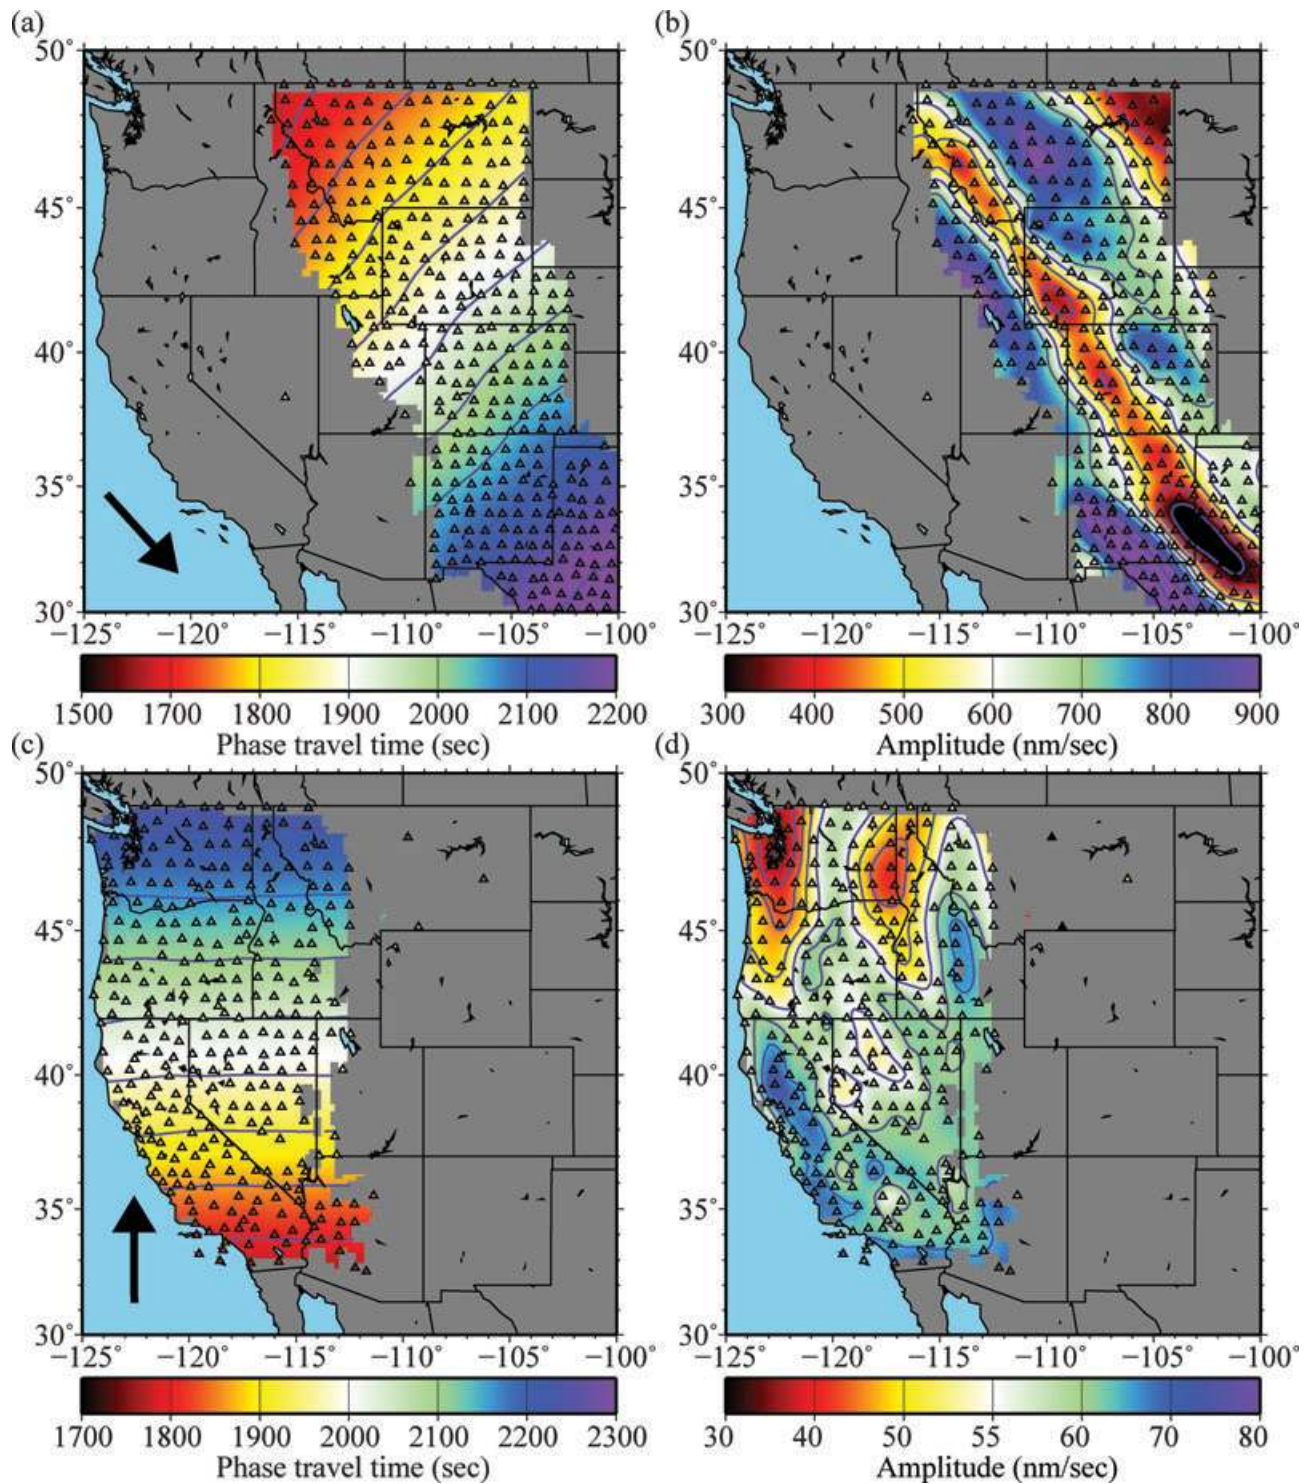 (a) (b)
50° 50°
45° 45°
40° 40°
35° 35°
30° 30°
−125° −120° −115° −110° −105° −100° −125° −120° −115° −110° −105° −100°
1500 1700 1800 1900 2000 2100 2200 300 400 500 600 700 800 900
Phase travel time (sec) Amplitude (nm/sec)
(c) (d)
50° 50°
45° 45°
40° 40°
35° 35°
30° 30°
−125° −120° −115° −110° −105° −100° −125° −120° −115° −110° −105° −100°
1700 1800 1900 2000 2100 2200 2300 30 40 50 55 60 70 80
Phase travel time (sec) Amplitude (nm/sec)